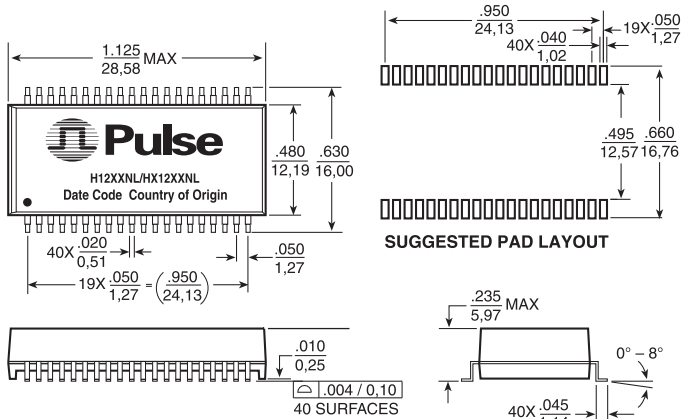 1.125
28,58 MAX
Pulse
H12XXNL/HX12XXNL
Date Code Country of Origin
.480
12,19
.630
16,00
40X .020
0,51
.050
1,27
19X .050
1,27 = (.950
24,13)
.950
24,13
19X .050
1,27
40X .040
1,02
.495
12,57
.660
16,76
SUGGESTED PAD LAYOUT
.010
0,25
.004 / 0,10
40 SURFACES
.235
5,97 MAX
0° – 8°
40X .045